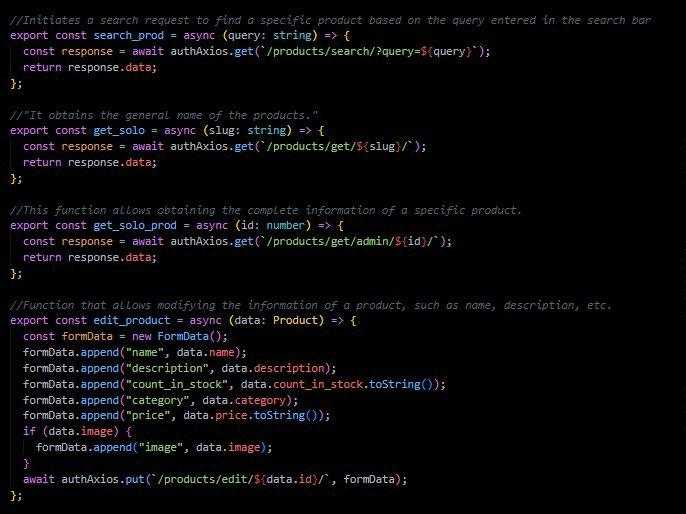 //Initiates a search request to find a specific product based on the query entered in the search bar
export const search_prod = async (query: string) => {
  const response = await authAxios.get(`/products/search/?query=${query}`);
  return response.data;
};

//"It obtains the general name of the products."
export const get_solo = async (slug: string) => {
  const response = await authAxios.get(`/products/get/${slug}/`);
  return response.data;
};

//This function allows obtaining the complete information of a specific product.
export const get_solo_prod = async (id: number) => {
  const response = await authAxios.get(`/products/get/admin/${id}/`);
  return response.data;
};

//Function that allows modifying the information of a product, such as name, description, etc.
export const edit_product = async (data: Product) => {
  const formData = new FormData();
  formData.append("name", data.name);
  formData.append("description", data.description);
  formData.append("count_in_stock", data.count_in_stock.toString());
  formData.append("category", data.category);
  formData.append("price", data.price.toString());
  if (data.image) {
    formData.append("image", data.image);
  }
  await authAxios.put(`/products/edit/${data.id}/`, formData);
};